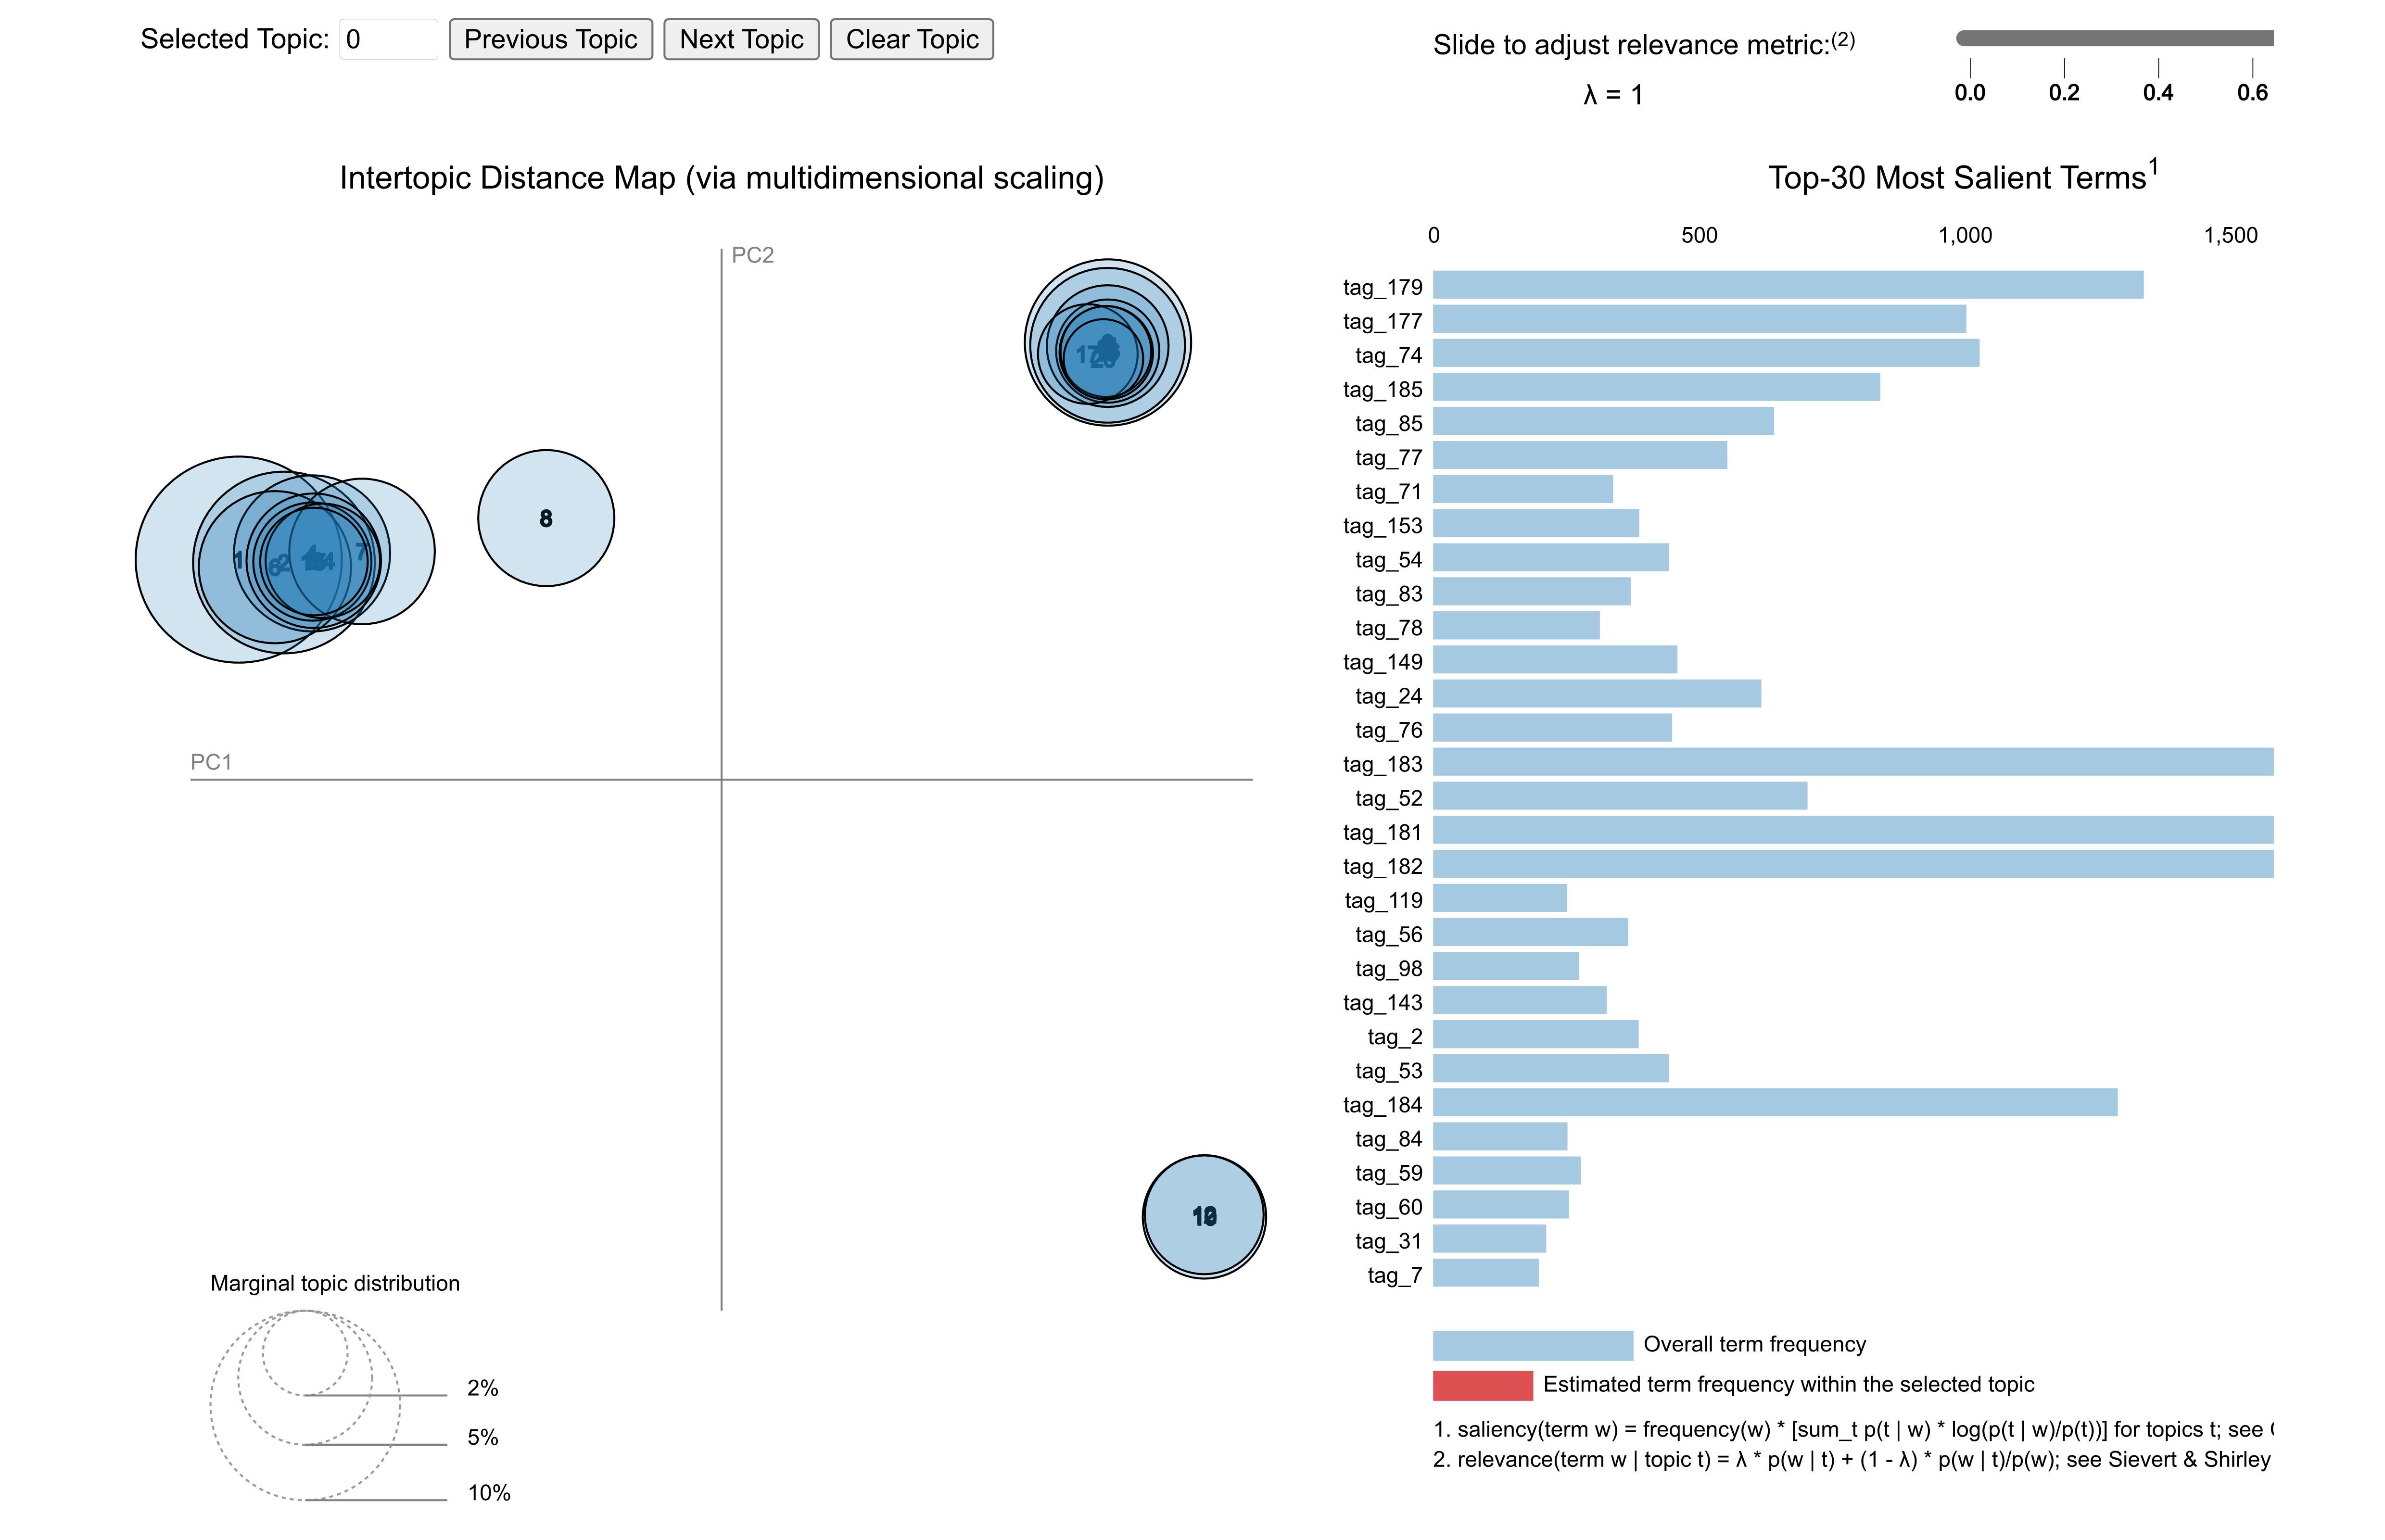 Selected Topic: 0 Previous Topic Next Topic Clear Topic
Slide to adjust relevance metric:(2)
λ = 1
0.0 0.2 0.4 0.6
Intertopic Distance Map (via multidimensional scaling)
PC2
PC1
1
6
2
7
8
17
Marginal topic distribution
2%
5%
10%
Top-30 Most Salient Terms1
0 500 1,000 1,500
tag_179
tag_177
tag_74
tag_185
tag_85
tag_77
tag_71
tag_153
tag_54
tag_83
tag_78
tag_149
tag_24
tag_76
tag_183
tag_52
tag_181
tag_182
tag_119
tag_56
tag_98
tag_143
tag_2
tag_53
tag_184
tag_84
tag_59
tag_60
tag_31
tag_7
Overall term frequency
Estimated term frequency within the selected topic
1. saliency(term w) = frequency(w) * [sum_t p(t | w) * log(p(t | w)/p(t))] for topics t; see
2. relevance(term w | topic t) = λ * p(w | t) + (1 - λ) * p(w | t)/p(w); see Sievert & Shirley